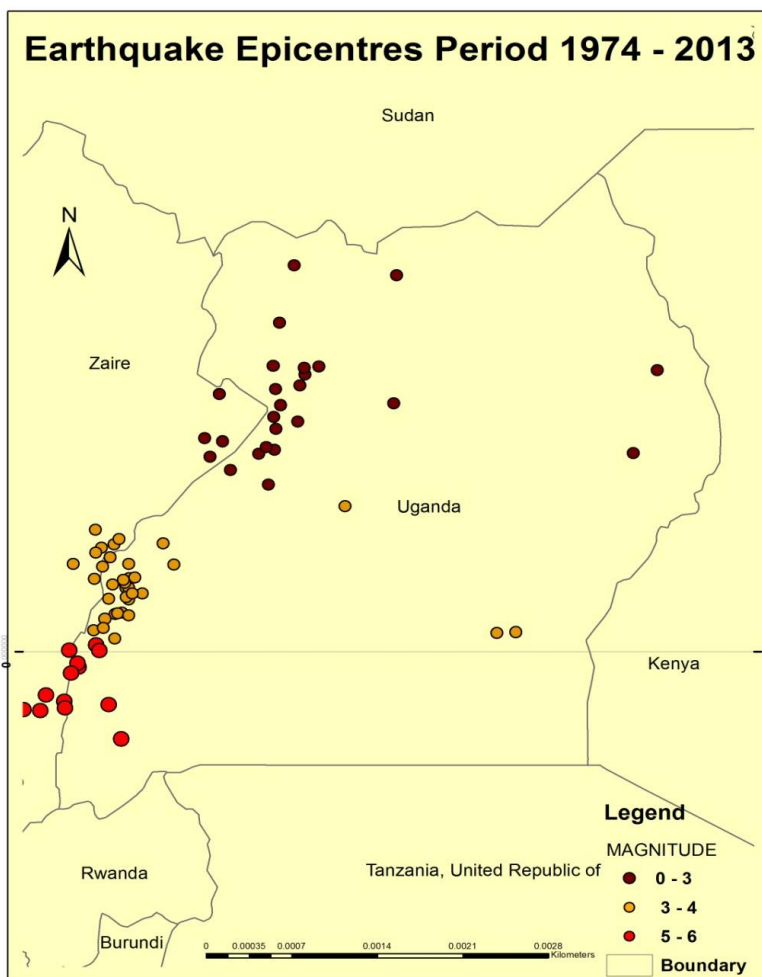 Earthquake Epicentres Period 1974 - 2013
Sudan
N
Zaire
Uganda
0
Kenya
Legend
MAGNITUDE
0 - 3
3 - 4
5 - 6
Boundary
Rwanda
Tanzania, United Republic of
Burundi
0 0.00035 0.0007 0.0014 0.0021 0.0028
Kilometers